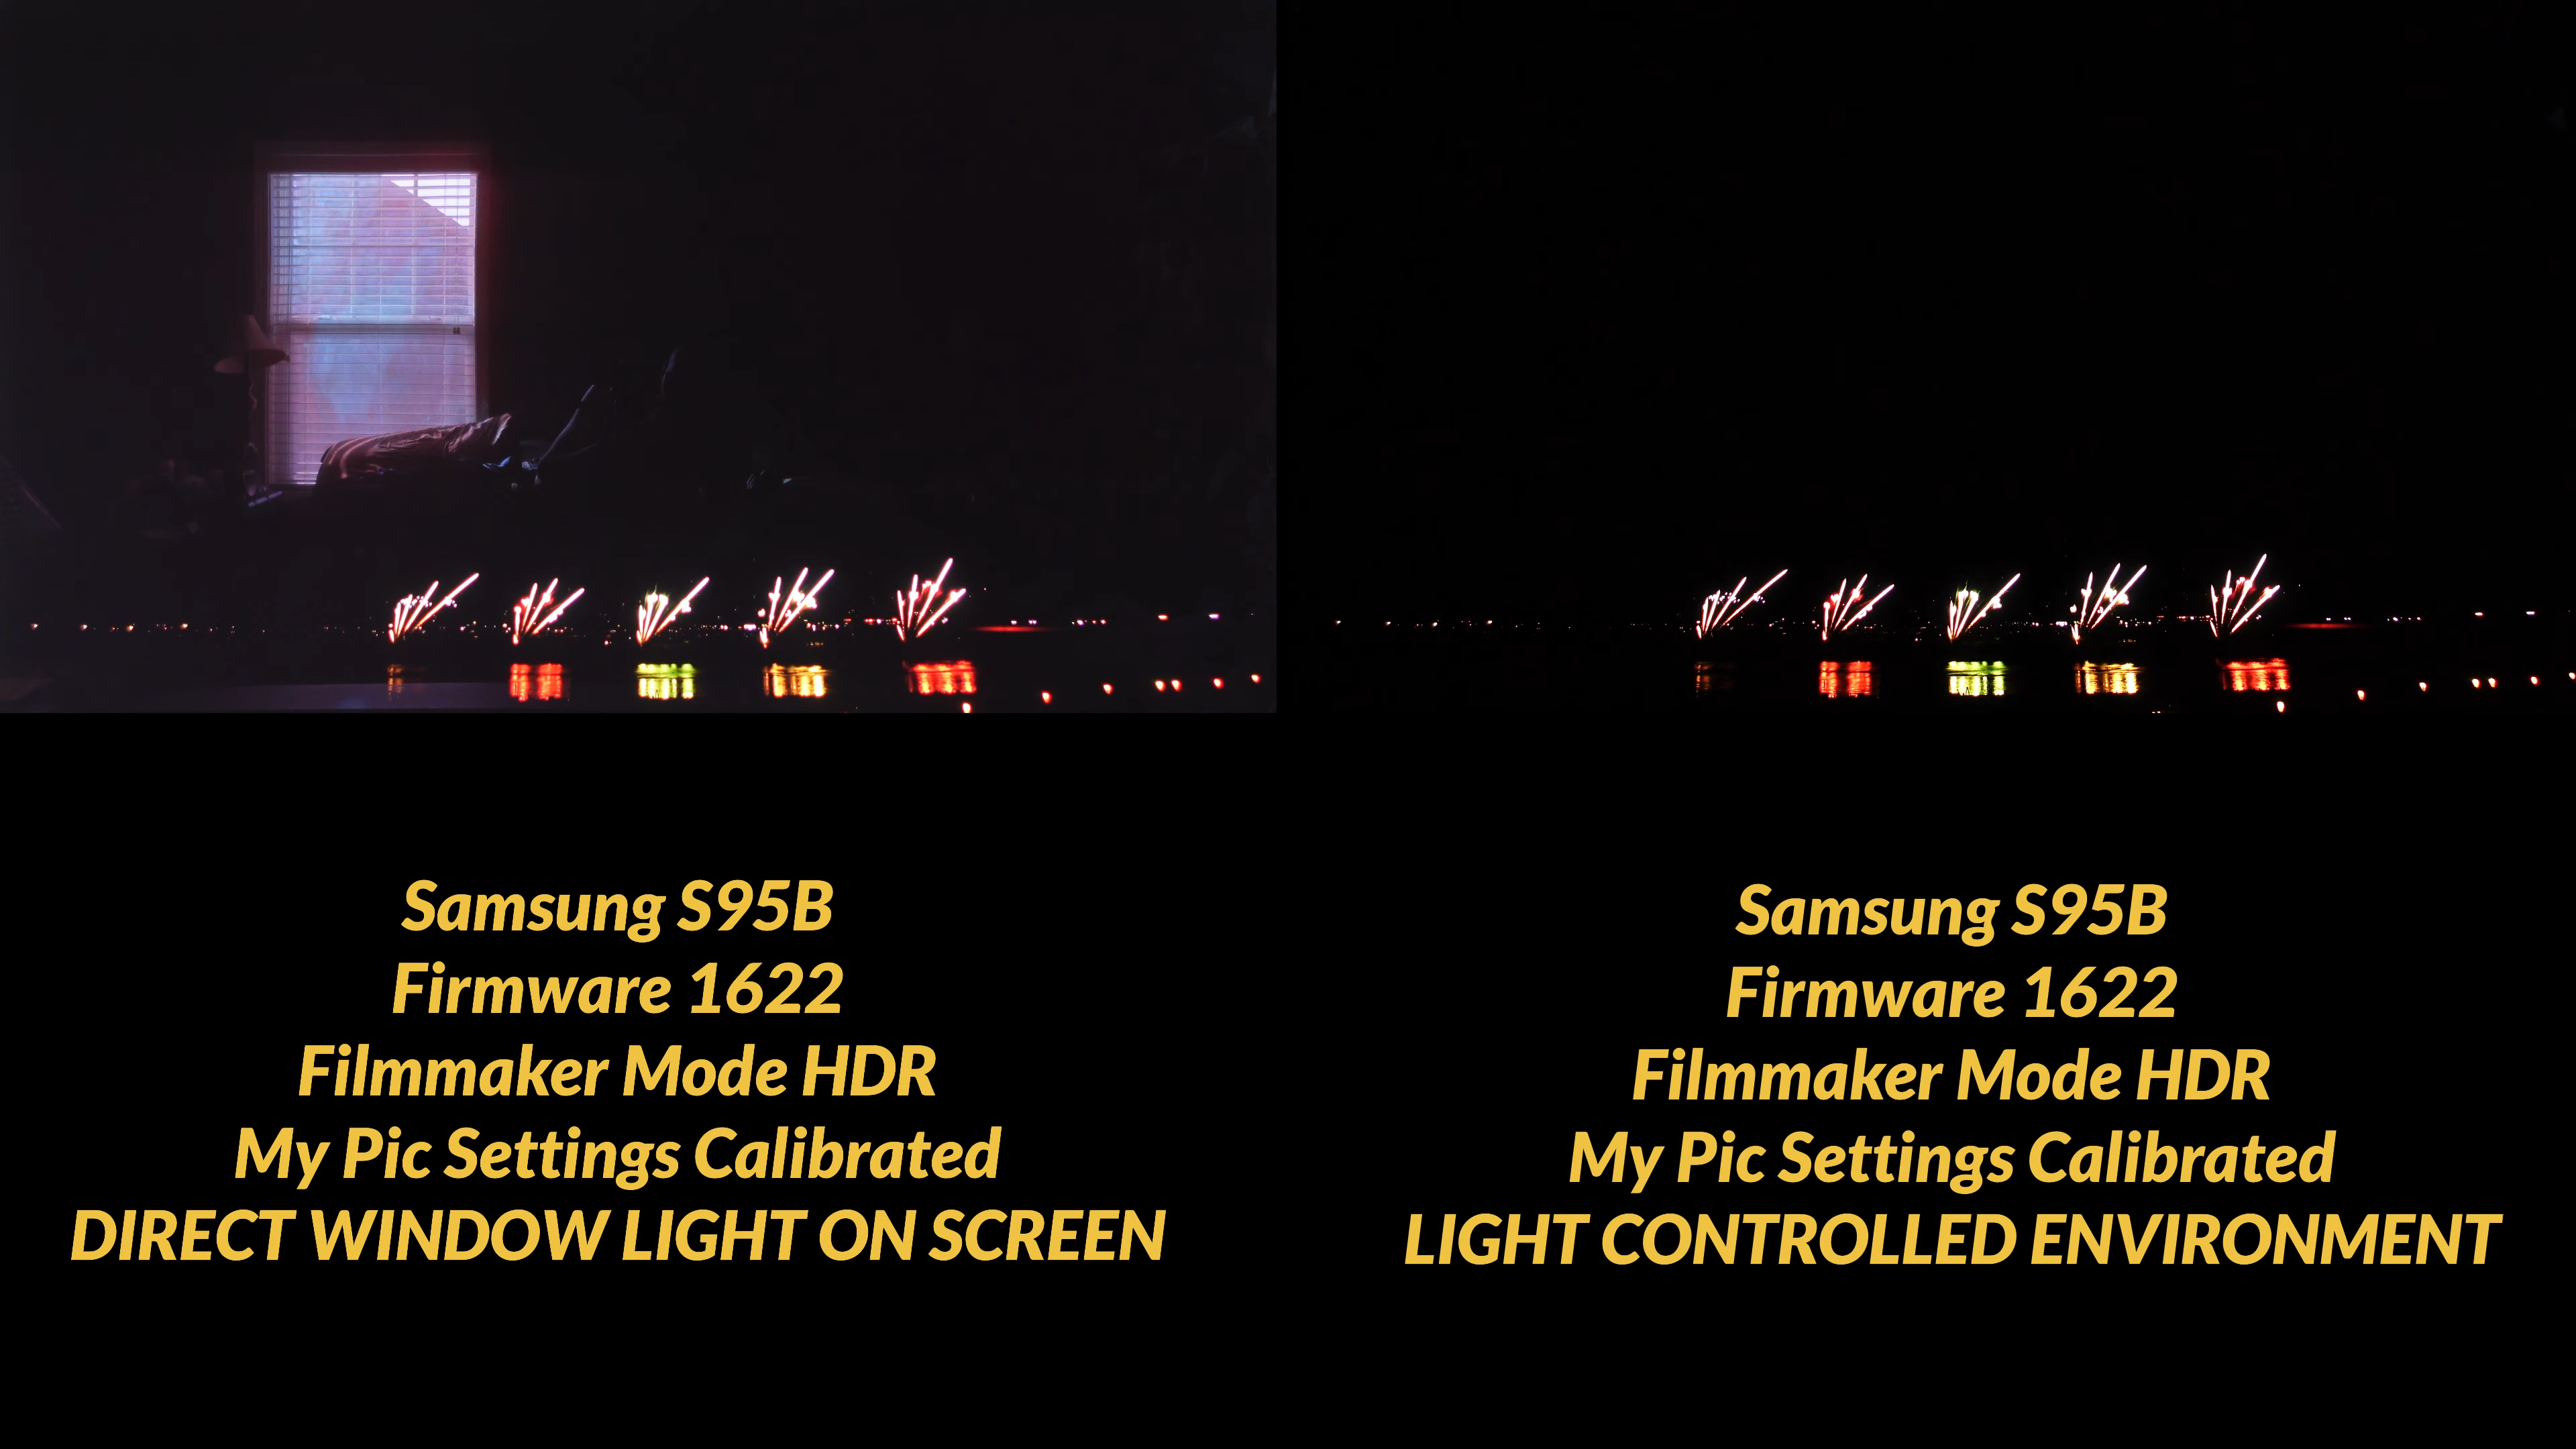 Samsung S95B
Firmware 1622
Filmmaker Mode HDR
My Pic Settings Calibrated
DIRECT WINDOW LIGHT ON SCREEN
Samsung S95B
Firmware 1622
Filmmaker Mode HDR
My Pic Settings Calibrated
LIGHT CONTROLLED ENVIRONMENT